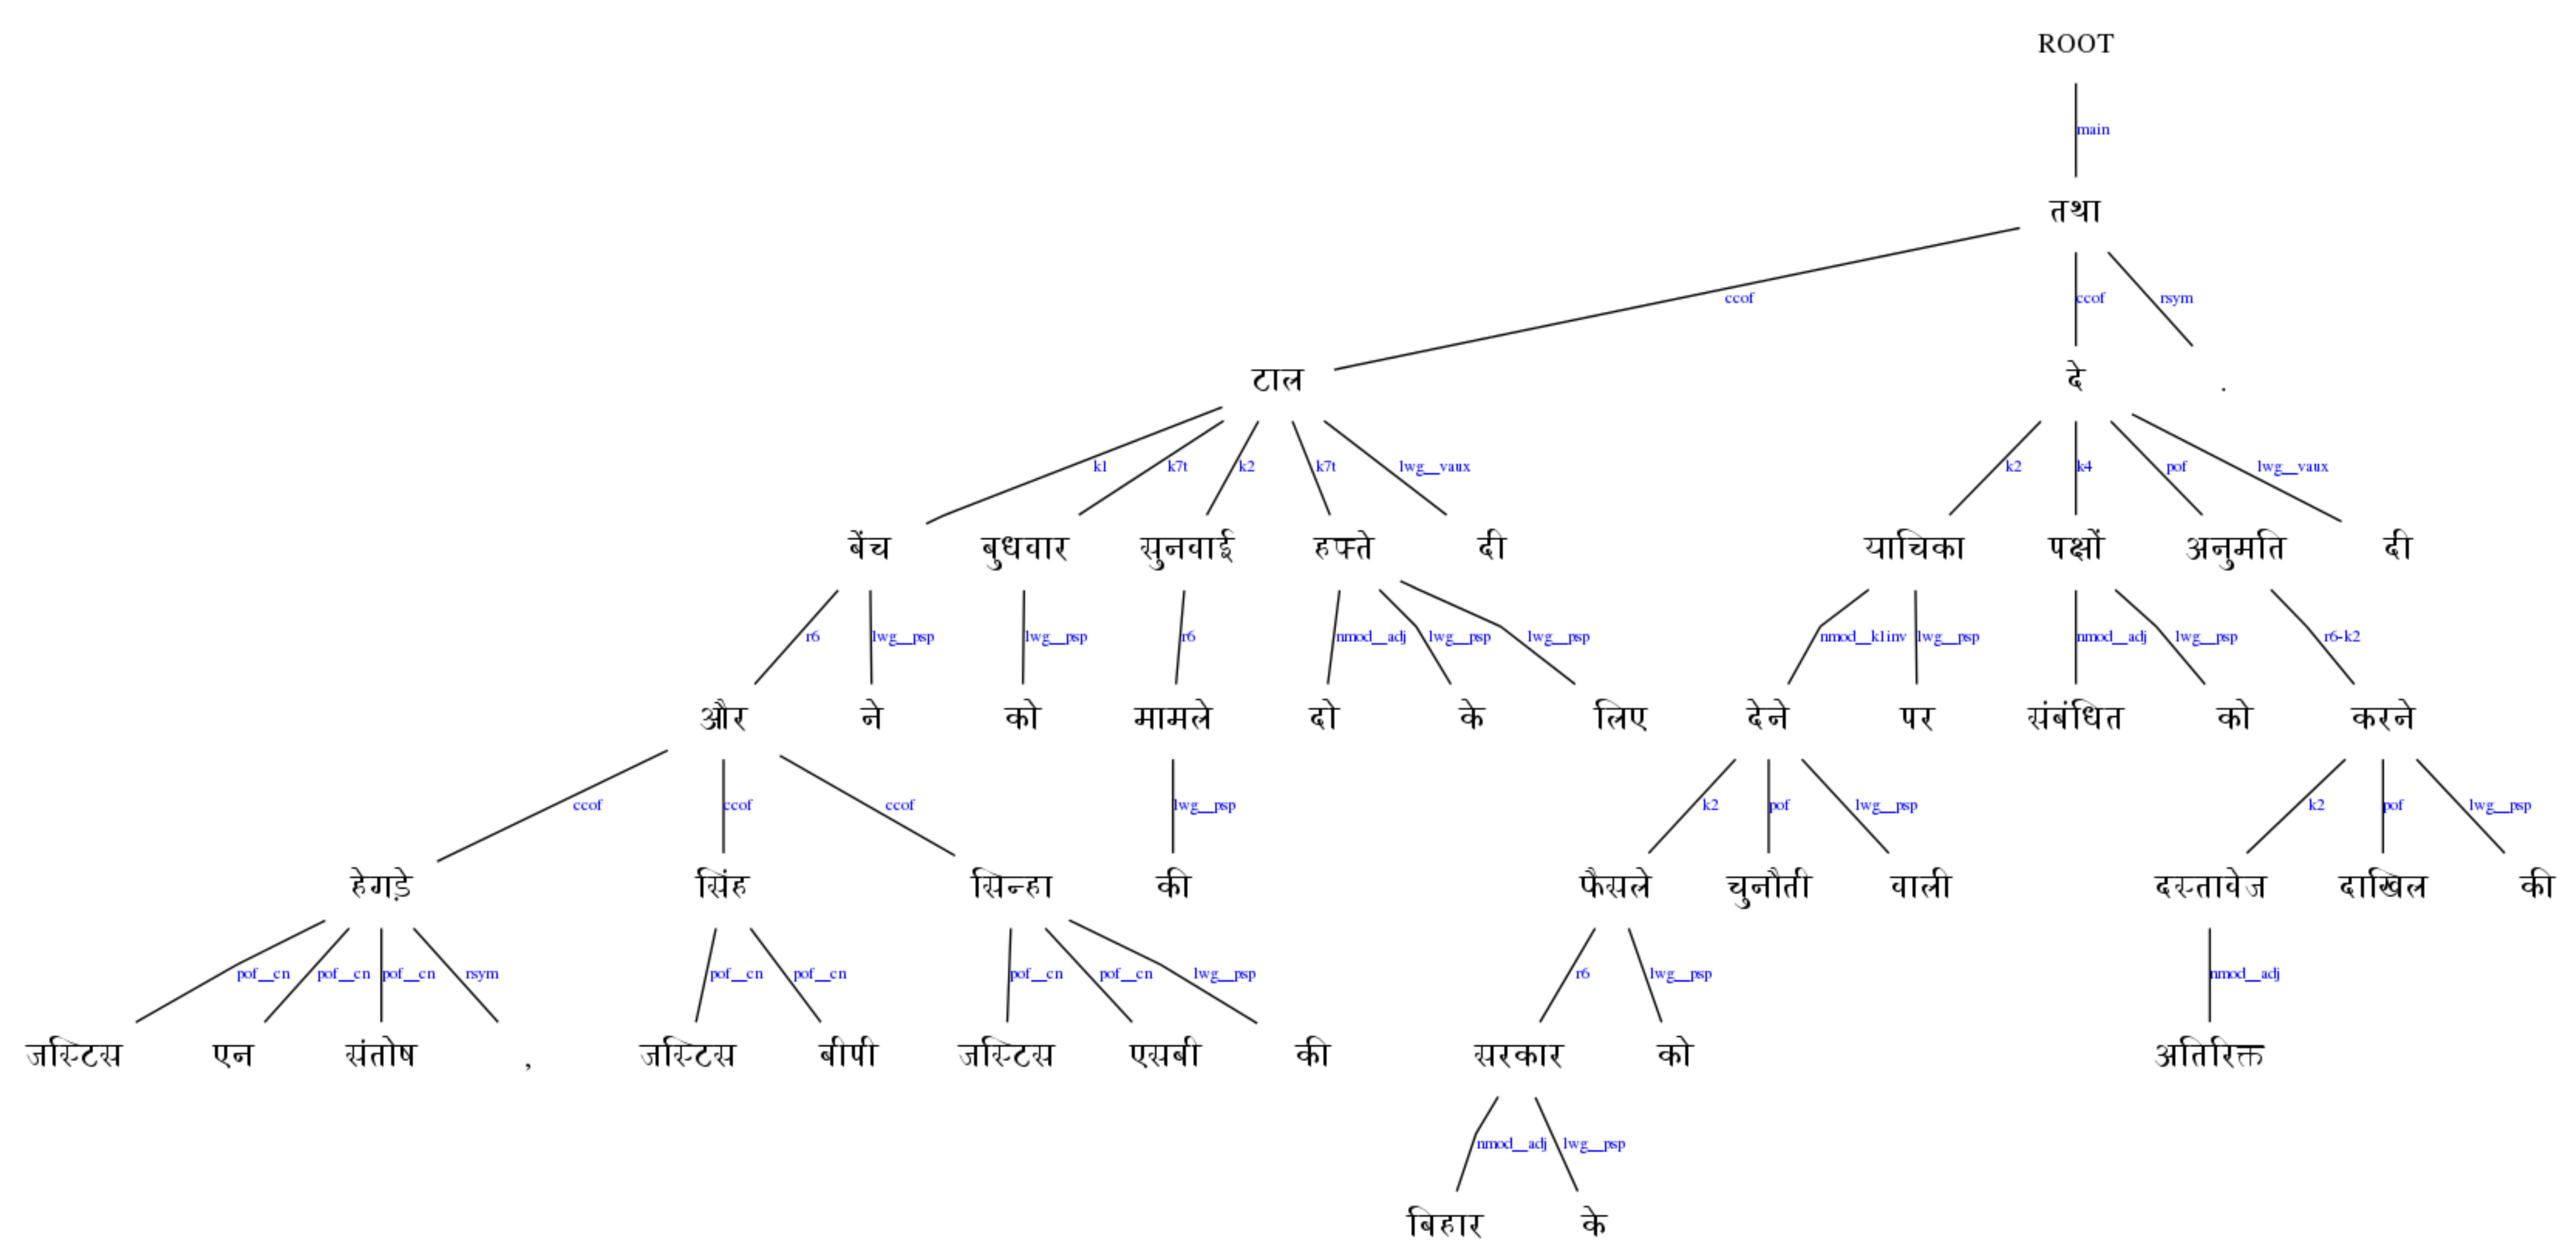 ROOT
main
तथा
ccof ccof rsym
टाल दे .
k1 k7t k2 k7t lwg__vaux k2 k4 pof lwg__vaux
बेंच बुधवार सुनवाई हफ्ते दी याचिका पक्षों अनुमति दी
r6 lwg__psp lwg__psp r6 nmod__adj lwg__psp lwg__psp nmod__k1inv lwg__psp nmod__adj lwg__psp r6-k2
और ने को मामले दो के लिए देने पर संबंधित को करने
ccof ccof ccof lwg__psp k2 pof lwg__psp k2 pof lwg__psp
हेगड़े सिंह सिन्हा की फैसले चुनौती वाली दस्तावेज दाखिल की
pof__cn pof__cn pof__cn rsym pof__cn pof__cn pof__cn pof__cn lwg__psp r6 lwg__psp nmod__adj
जस्टिस एन संतोष , जस्टिस बीपी जस्टिस एसबी की सरकार को अतिरिक्त
nmod__adj lwg__psp
बिहार के